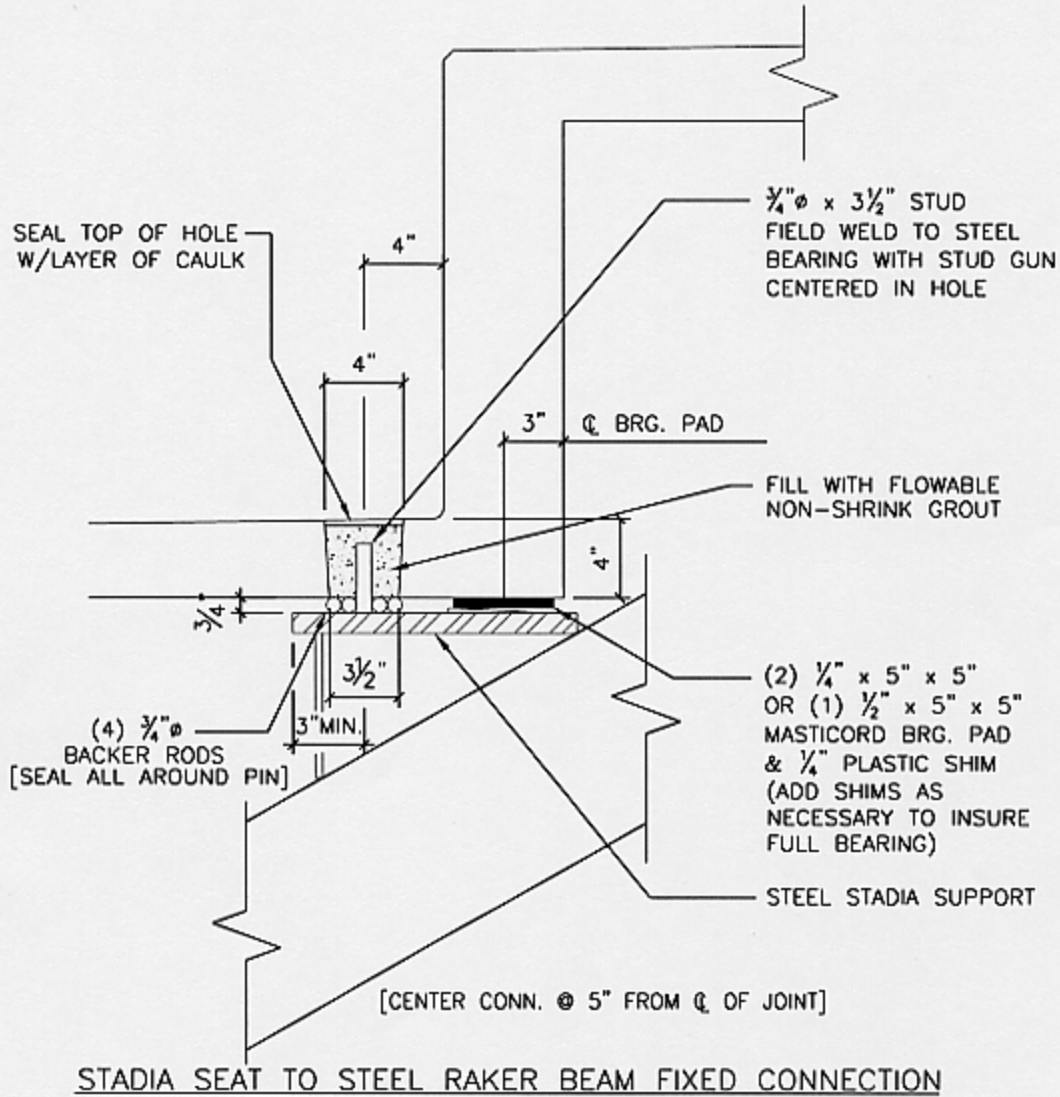 ¾"ø x 3½" STUD
FIELD WELD TO STEEL
BEARING WITH STUD GUN
CENTERED IN HOLE
SEAL TOP OF HOLE
W/LAYER OF CAULK
4"
4"
3"
℄ BRG. PAD
FILL WITH FLOWABLE
NON-SHRINK GROUT
4"
3/4
3½"
3"MIN.
(4) ¾"ø
BACKER RODS
[SEAL ALL AROUND PIN]
(2) ¼" x 5" x 5"
OR (1) ½" x 5" x 5"
MASTICORD BRG. PAD
& ¼" PLASTIC SHIM
(ADD SHIMS AS
NECESSARY TO INSURE
FULL BEARING)
STEEL STADIA SUPPORT
[CENTER CONN. @ 5" FROM ℄ OF JOINT]
STADIA SEAT TO STEEL RAKER BEAM FIXED CONNECTION